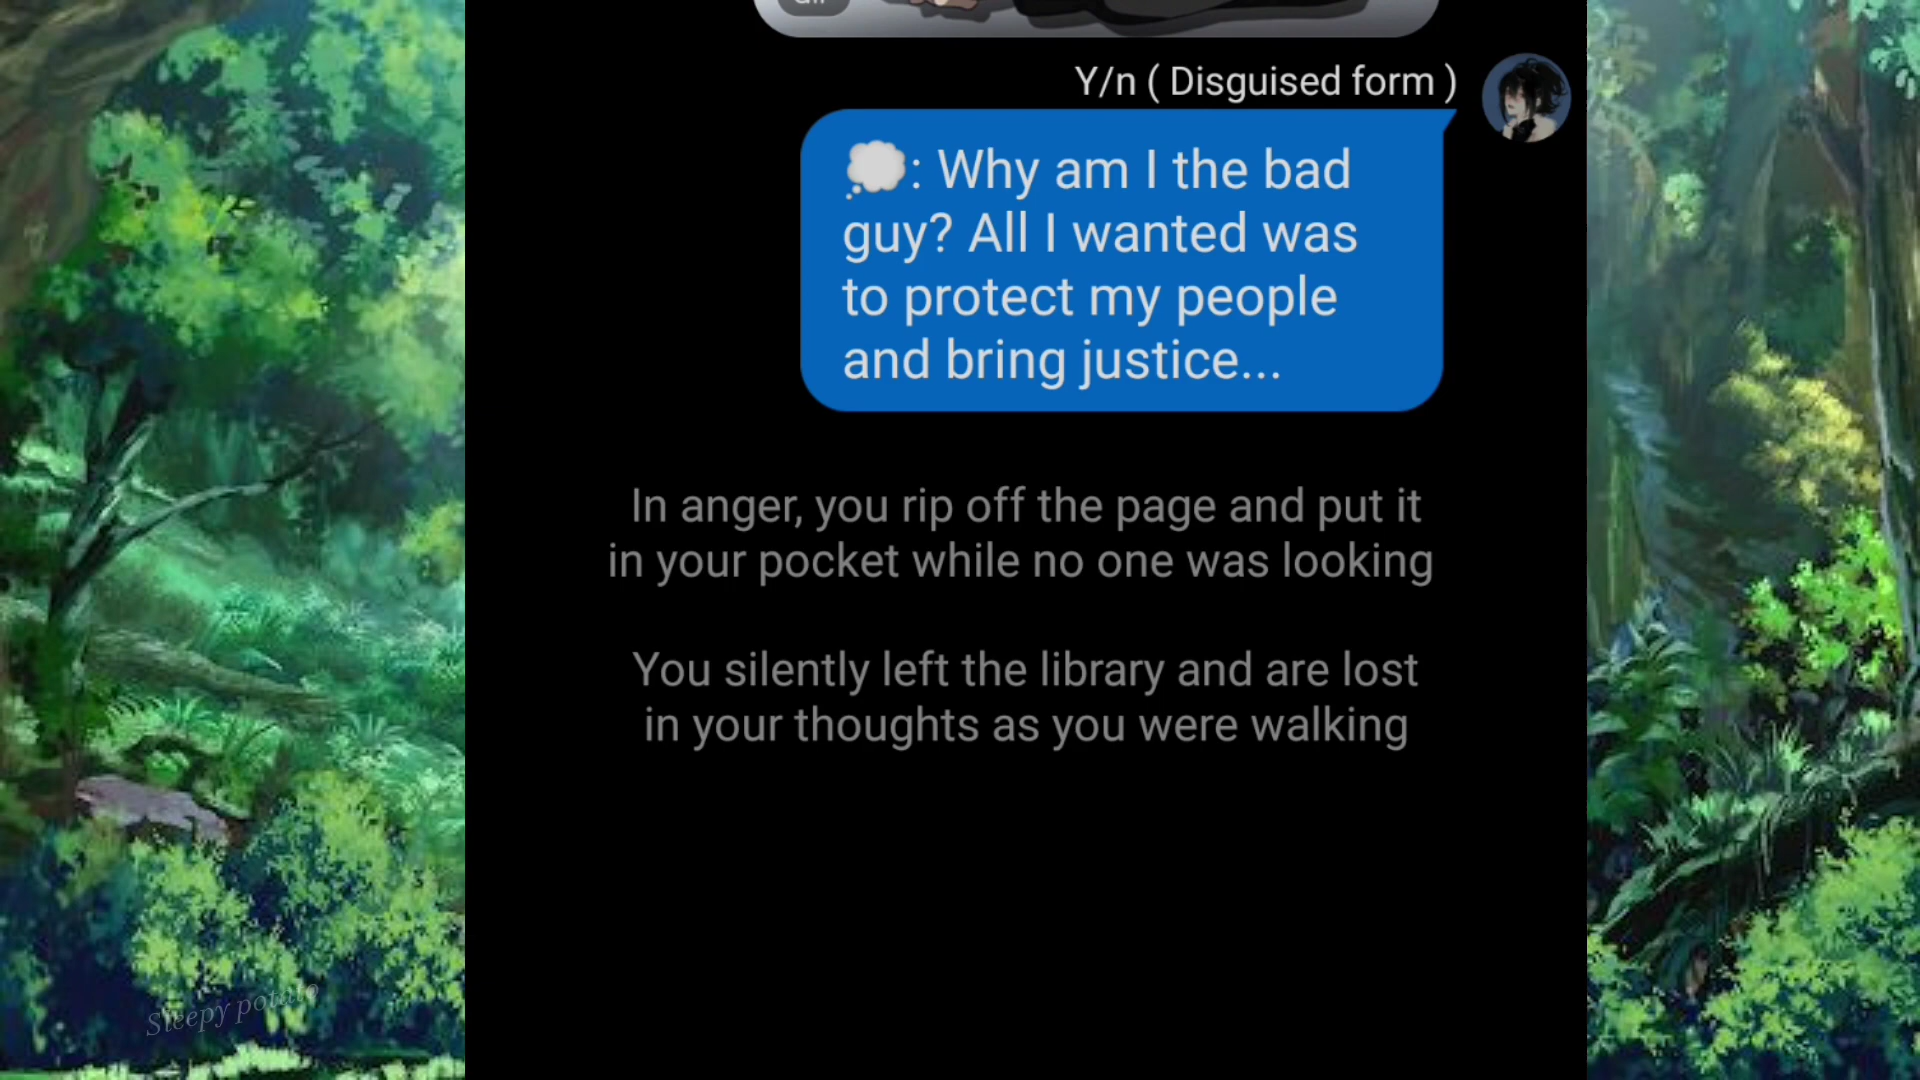 Y/n ( Disguised form )
💭: Why am I the bad
guy? All I wanted was
to protect my people
and bring justice...
In anger, you rip off the page and put it
in your pocket while no one was looking
You silently left the library and are lost
in your thoughts as you were walking
Sleepy potato